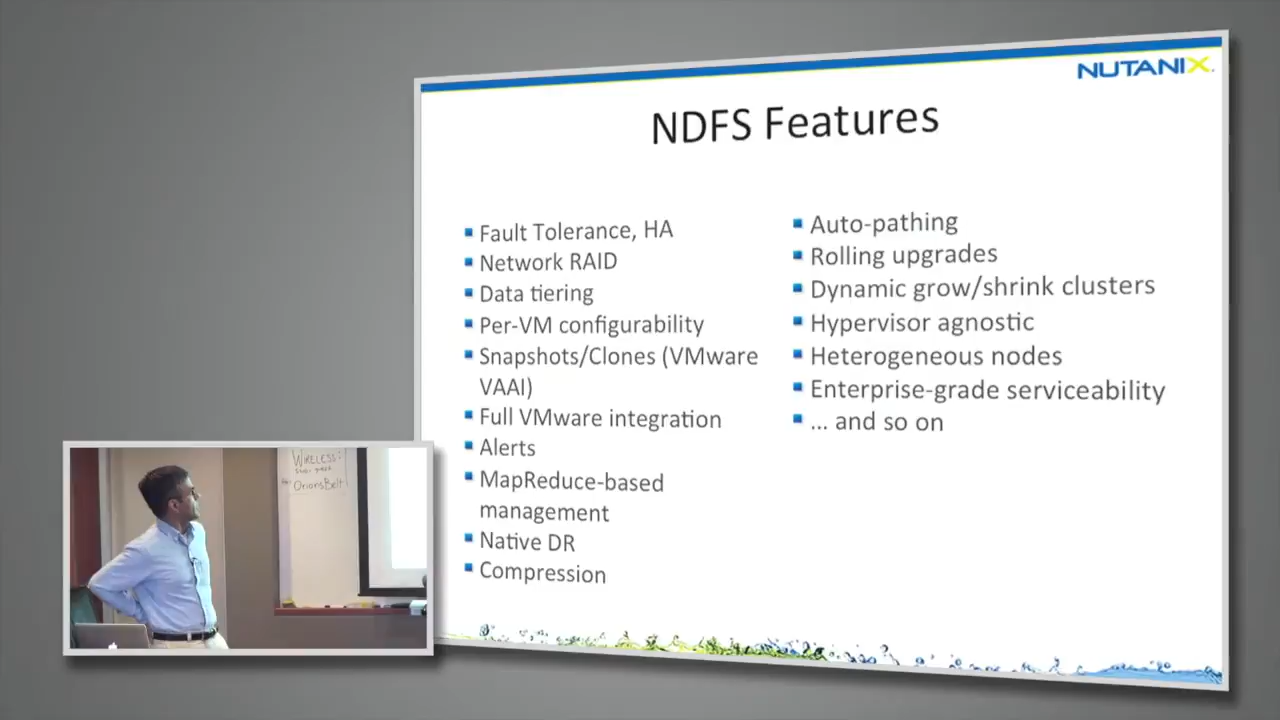 NUTANIX
NDFS Features
Fault Tolerance, HA
Network RAID
Data tiering
Per-VM configurability
Snapshots/Clones (VMware
VAAI)
Full VMware integration
Alerts
MapReduce-based
management
Native DR
Compression
Auto-pathing
Rolling upgrades
Dynamic grow/shrink clusters
Hypervisor agnostic
Heterogeneous nodes
Enterprise-grade serviceability
... and so on
WIRELESS:
OrionsBelt